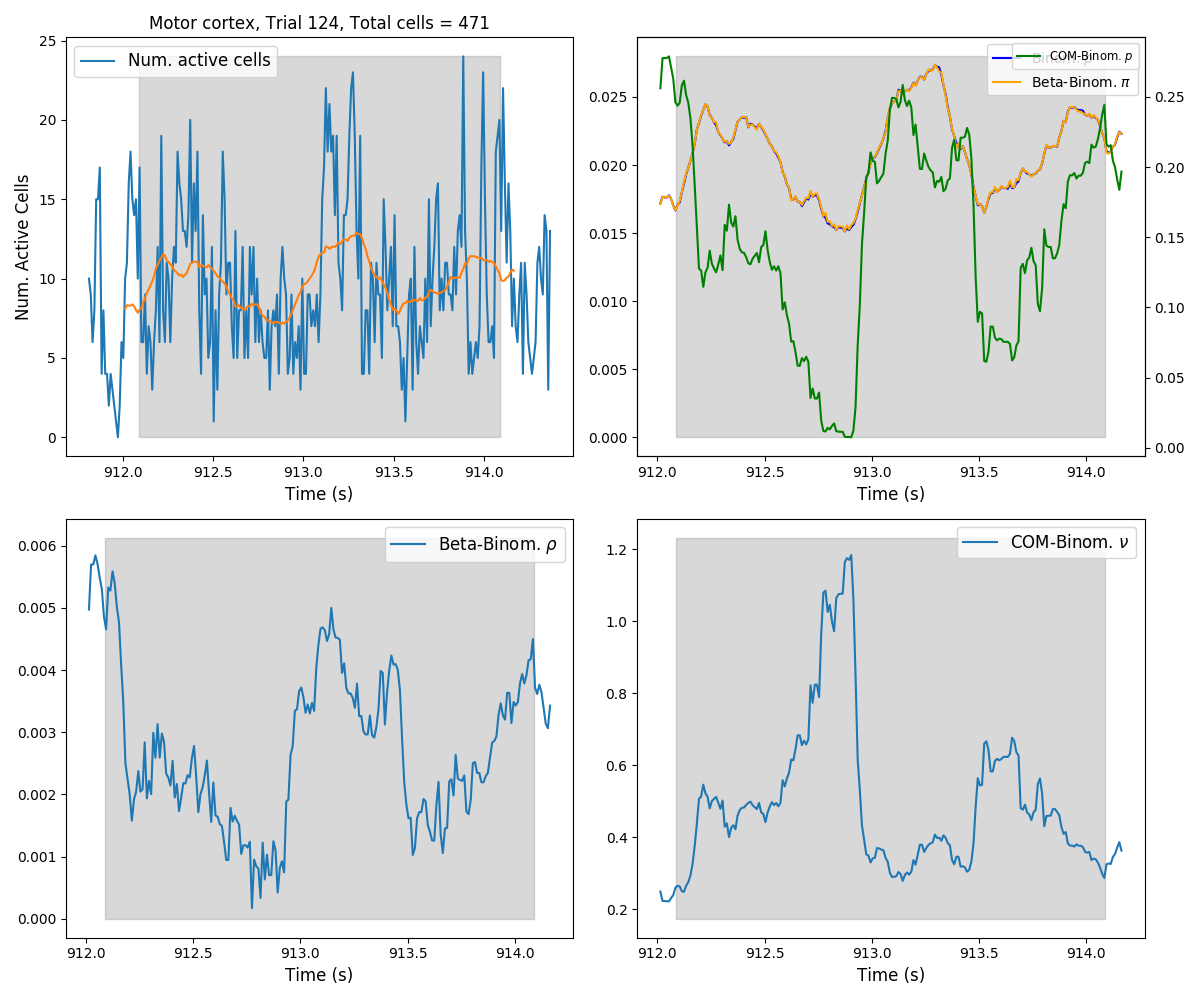 Motor cortex, Trial 124, Total cells = 471
Num. active cells
Num. Active Cells
25
20
15
10
5
0
912.0 912.5 913.0 913.5 914.0
Time (s)
COM-Binom. p
Binom. p
Beta-Binom. π
0.025
0.020
0.015
0.010
0.005
0.000
0.25
0.20
0.15
0.10
0.05
0.00
912.0 912.5 913.0 913.5 914.0
Time (s)
Beta-Binom. ρ
0.006
0.005
0.004
0.003
0.002
0.001
0.000
912.0 912.5 913.0 913.5 914.0
Time (s)
COM-Binom. ν
1.2
1.0
0.8
0.6
0.4
0.2
912.0 912.5 913.0 913.5 914.0
Time (s)